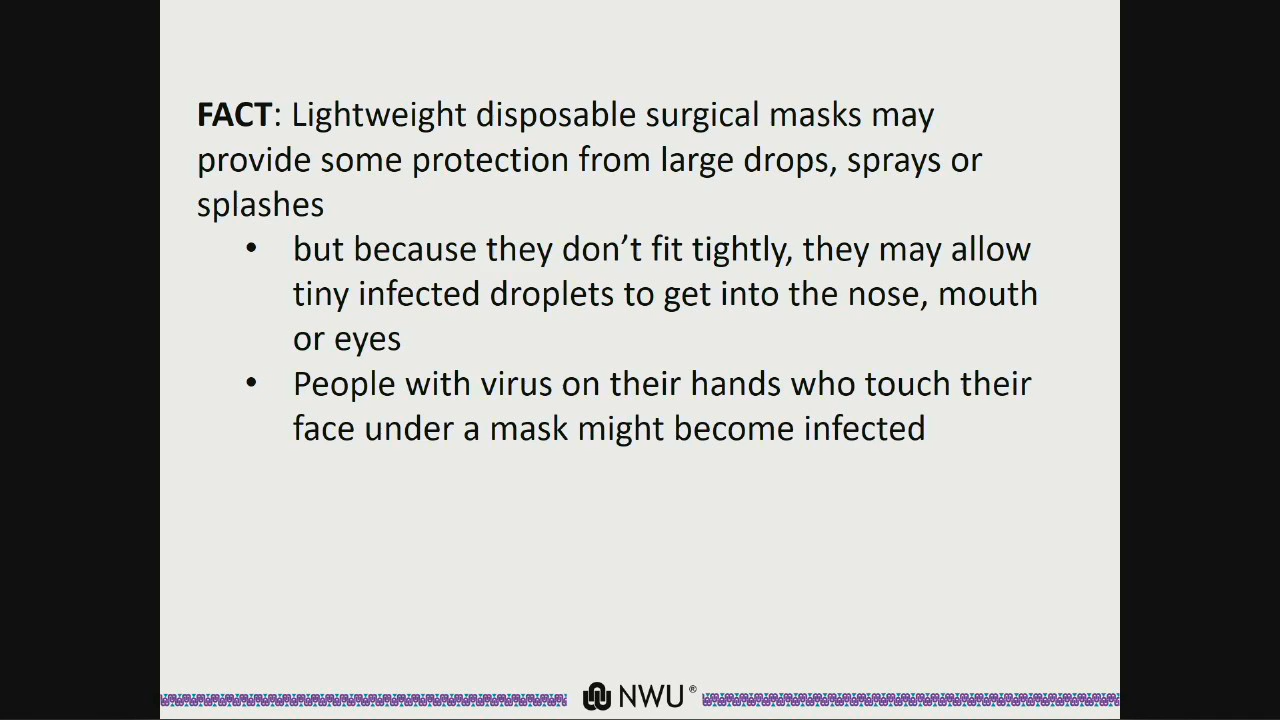 FACT: Lightweight disposable surgical masks may
provide some protection from large drops, sprays or
splashes
• but because they don’t fit tightly, they may allow
tiny infected droplets to get into the nose, mouth
or eyes
• People with virus on their hands who touch their
face under a mask might become infected
NWU®